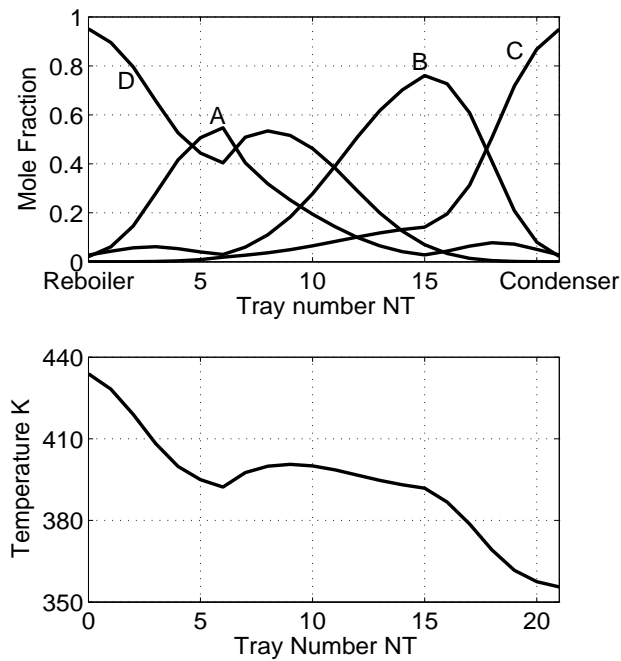 1
0.8
0.6
0.4
0.2
0
Mole Fraction
D
A
B
C
Reboiler
5
10
15
Condenser
Tray number NT
440
410
380
350
Temperature K
0
5
10
15
20
Tray Number NT